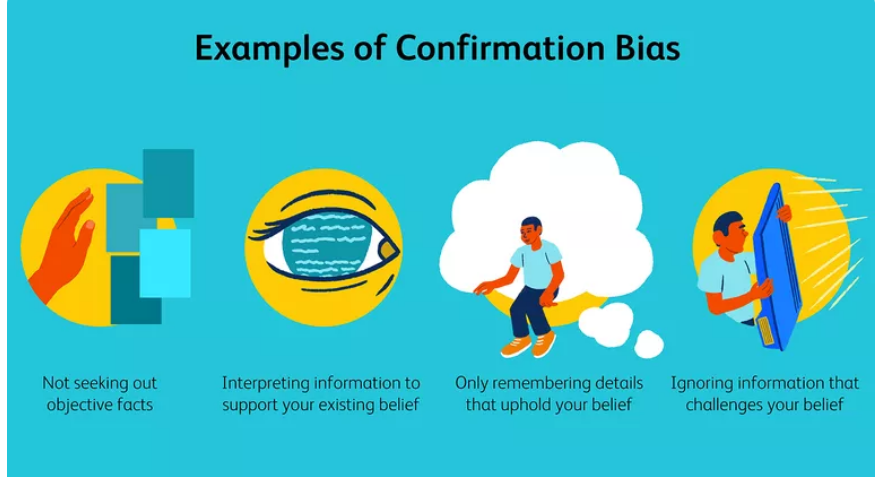 Examples of Confirmation Bias
Not seeking out
objective facts
Interpreting information to
support your existing belief
Only remembering details
that uphold your belief
Ignoring information that
challenges your belief